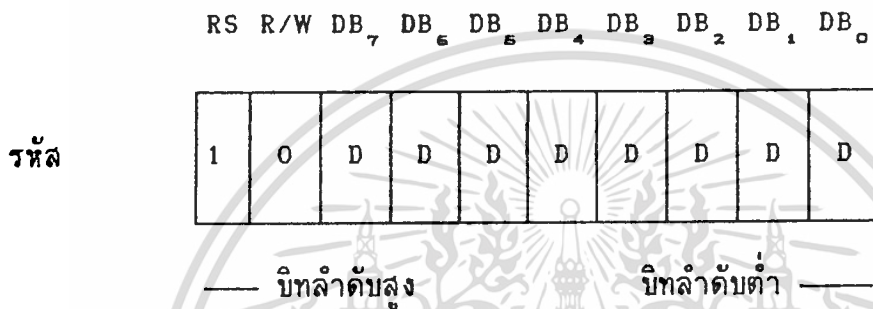 RS R/W DB₇ DB₆ DB₅ DB₄ DB₃ DB₂ DB₁ DB₀
รหัส 1 0 D D D D D D D D
—— บิทลำดับสูง บิทลำดับต่ำ ——